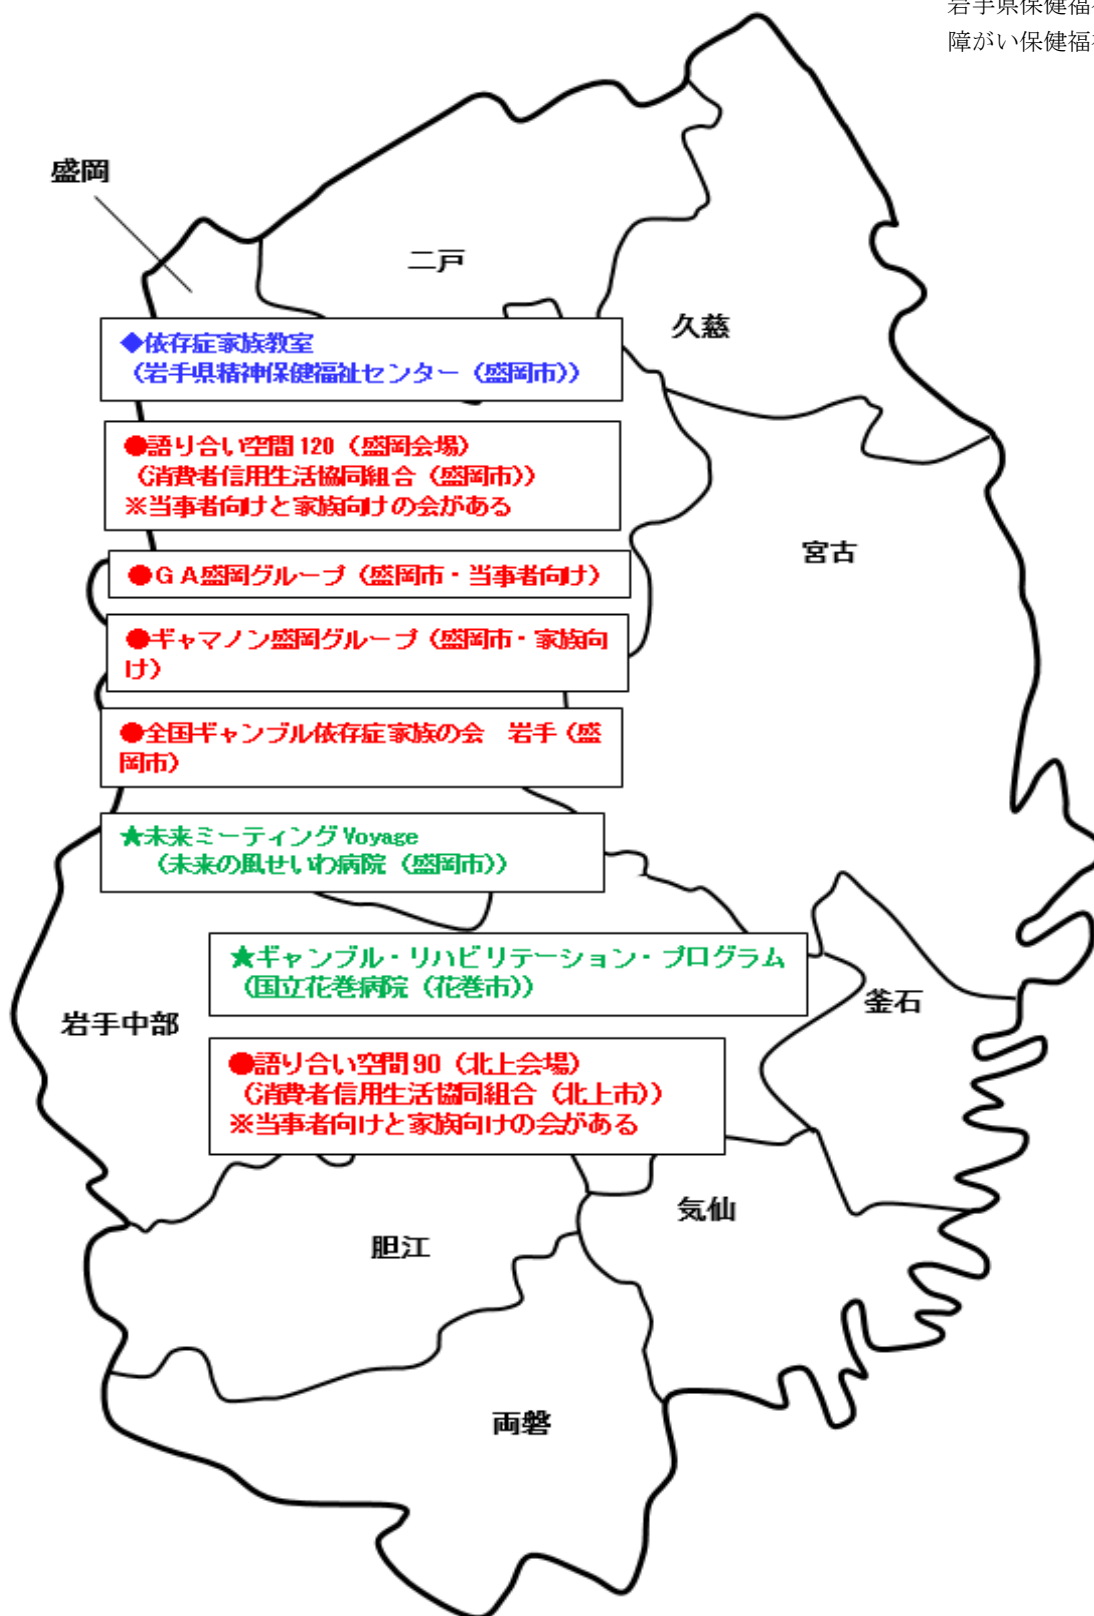 岩手県保健福
障がい保健福
盛岡
二戸
久慈
◆依存症家族教室
(岩手県精神保健福祉センター（盛岡市）)
●語り合い空間120（盛岡会場）
(消費者信用生活協同組合（盛岡市）)
※当事者向けと家族向けの会がある
宮古
●ＧＡ盛岡グループ（盛岡市・当事者向け）
●ギャマノン盛岡グループ（盛岡市・家族向
け）
●全国ギャンブル依存症家族の会　岩手（盛
岡市）
★未来ミーティングVoyage
（未来の風せいわ病院（盛岡市））
★ギャンブル・リハビリテーション・プログラム
（国立花巻病院（花巻市））
釜石
岩手中部
●語り合い空間90（北上会場）
（消費者信用生活協同組合（北上市））
※当事者向けと家族向けの会がある
気仙
胆江
両磐